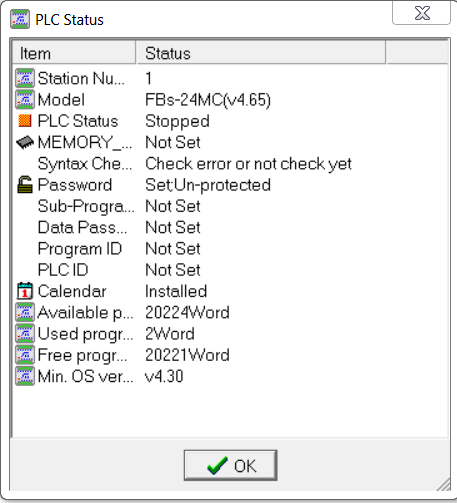 PLC Status
Item Status
Station Nu... 1
Model FBs-24MC(v4.65)
PLC Status Stopped
MEMORY_... Not Set
Syntax Che... Check error or not check yet
Password Set;Un-protected
Sub-Progra... Not Set
Data Pass... Not Set
Program ID Not Set
PLC ID Not Set
Calendar Installed
Available p... 20224Word
Used progr... 2Word
Free progr... 20221Word
Min. OS ver... v4.30
OK